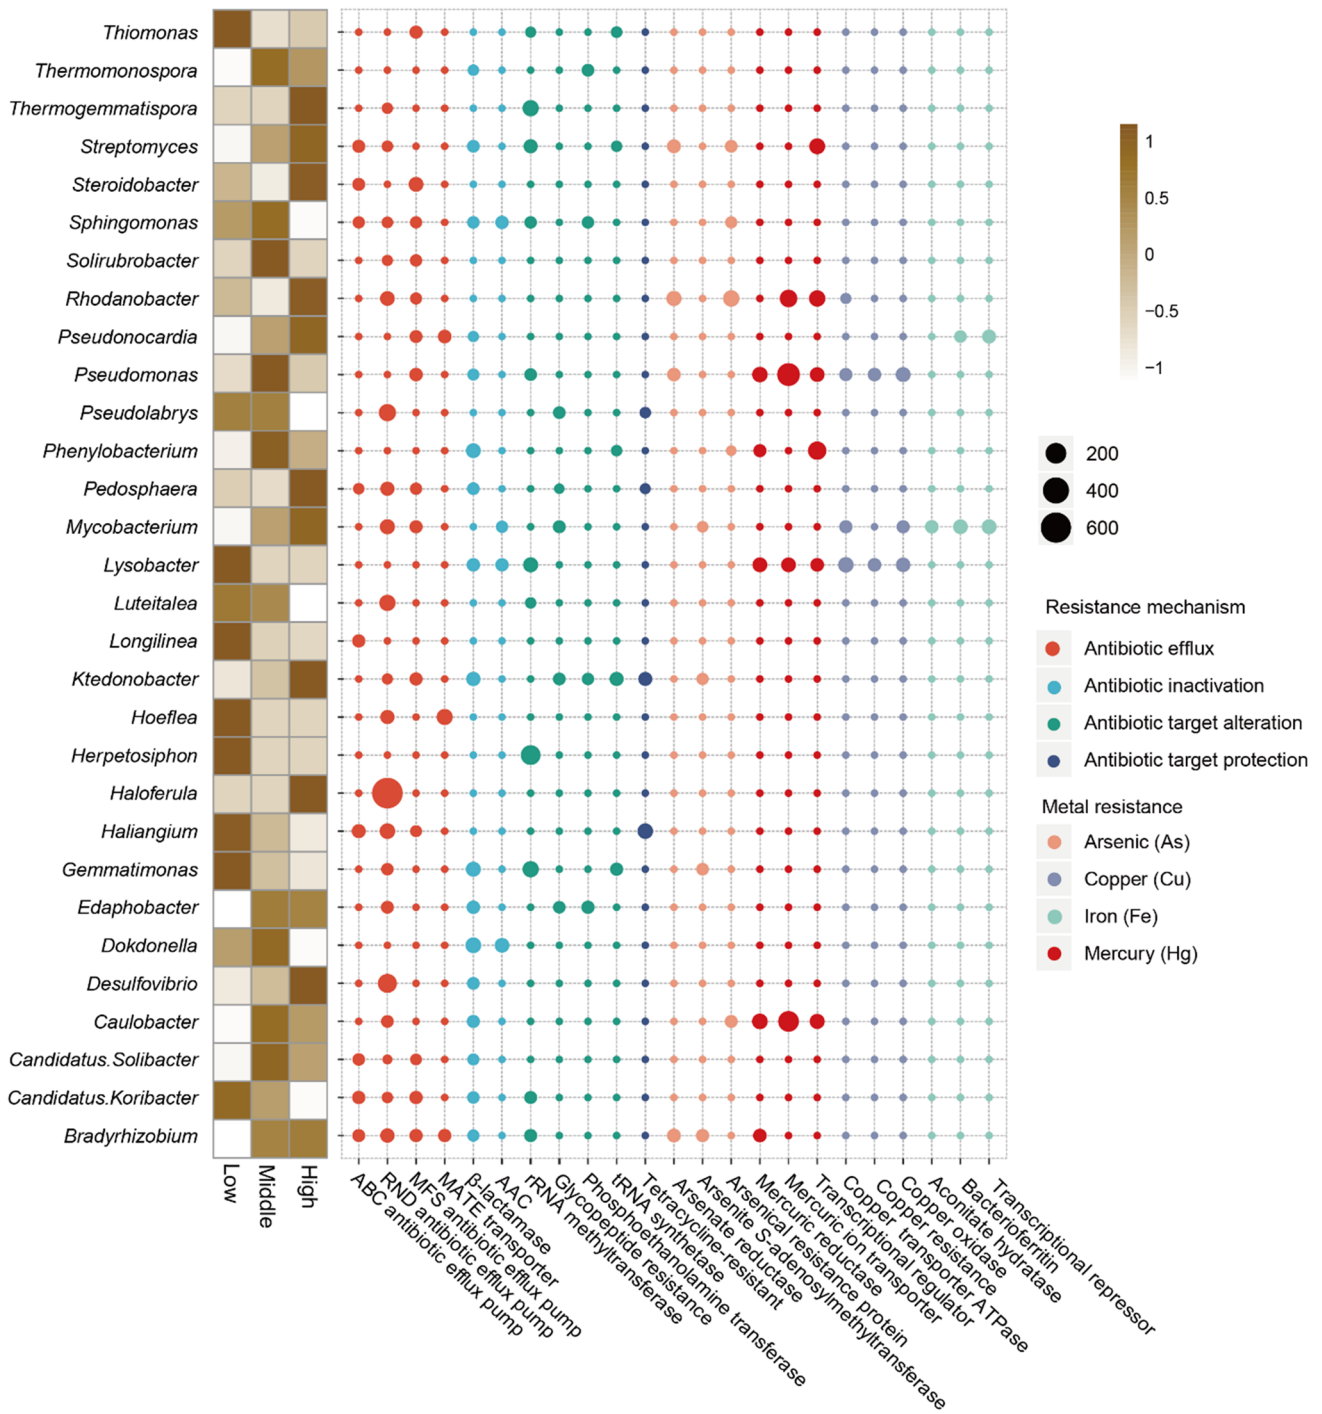 Thiomonas
Thermomonospora
Thermogemmatispora
Streptomyces
Steroidobacter
Sphingomonas
Solirubrobacter
Rhodanobacter
Pseudonocardia
Pseudomonas
Pseudolabrys
Phenylobacterium
Pedosphaera
Mycobacterium
Lysobacter
Luteitalea
Longilinea
Ktedonobacter
Hoeflea
Herpetosiphon
Haloferula
Haliangium
Gemmatimonas
Edaphobacter
Dokdonella
Desulfovibrio
Caulobacter
Candidatus.Solibacter
Candidatus.Koribacter
Bradyrhizobium
Low
Middle
High
ABC antibiotic efflux pump
RND antibiotic efflux pump
MFS antibiotic efflux pump
MATE transporter
β-lactamase
AAC
rRNA methyltransferase
Glycopeptide resistance
Phosphoethanolamine transferase
tRNA synthetase
Tetracycline-resistant
Arsenate reductase
Arsenite S-adenosylmethyltransferase
Arsenical resistance protein
Mercuric reductase
Mercuric ion transporter
Transcriptional regulator
Copper transporter ATPase
Copper resistance
Copper oxidase
Aconitate hydratase
Bacterioferritin
Transcriptional repressor
1
0.5
0
−0.5
−1
200
400
600
Resistance mechanism
Antibiotic efflux
Antibiotic inactivation
Antibiotic target alteration
Antibiotic target protection
Metal resistance
Arsenic (As)
Copper (Cu)
Iron (Fe)
Mercury (Hg)